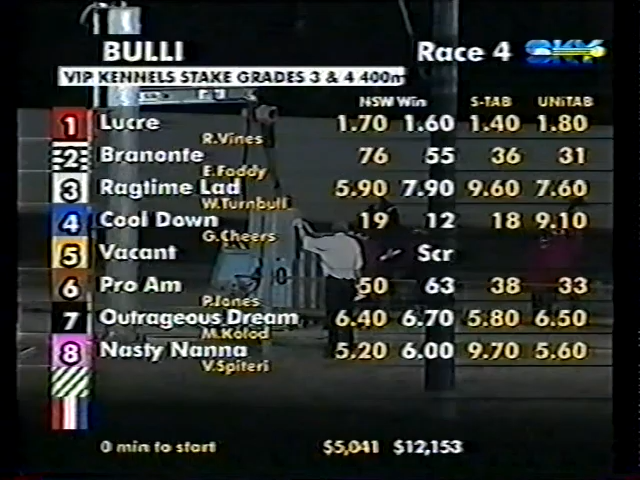 BULLI Race 4 SKY
VIP KENNELS STAKE GRADES 3 & 4 400m
NSW Win S-TAB UNiTAB
1 Lucre 1.70 1.60 1.40 1.80
R.Vines
2 Branonte 76 55 36 31
E.Faddy
3 Ragtime Lad 5.90 7.90 9.60 7.60
W.Turnbull
4 Cool Down 19 12 18 9.10
G.Cheers
5 Vacant Scr
6 Pro Am 50 63 38 33
P.Jones
7 Outrageous Dream 6.40 6.70 5.80 6.50
M.Kolod
8 Nasty Nanna 5.20 6.00 9.70 5.60
V.Spiteri
0 min to start $5,041 $12,153